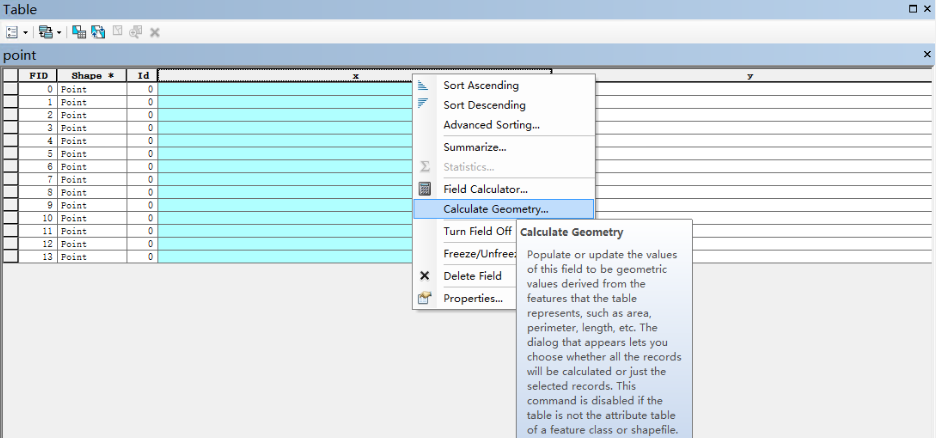 Table
point
FID Shape * Id x y
0 Point 0
1 Point 0
2 Point 0
3 Point 0
4 Point 0
5 Point 0
6 Point 0
7 Point 0
8 Point 0
9 Point 0
10 Point 0
11 Point 0
12 Point 0
13 Point 0
Sort Ascending
Sort Descending
Advanced Sorting...
Summarize...
Σ Statistics...
Field Calculator...
Calculate Geometry...
Turn Field Off
Freeze/Unfreez
Delete Field
Properties...
Calculate Geometry
Populate or update the values
of this field to be geometric
values derived from the
features that the table
represents, such as area,
perimeter, length, etc. The
dialog that appears lets you
choose whether all the records
will be calculated or just the
selected records. This
command is disabled if the
table is not the attribute table
of a feature class or shapefile.